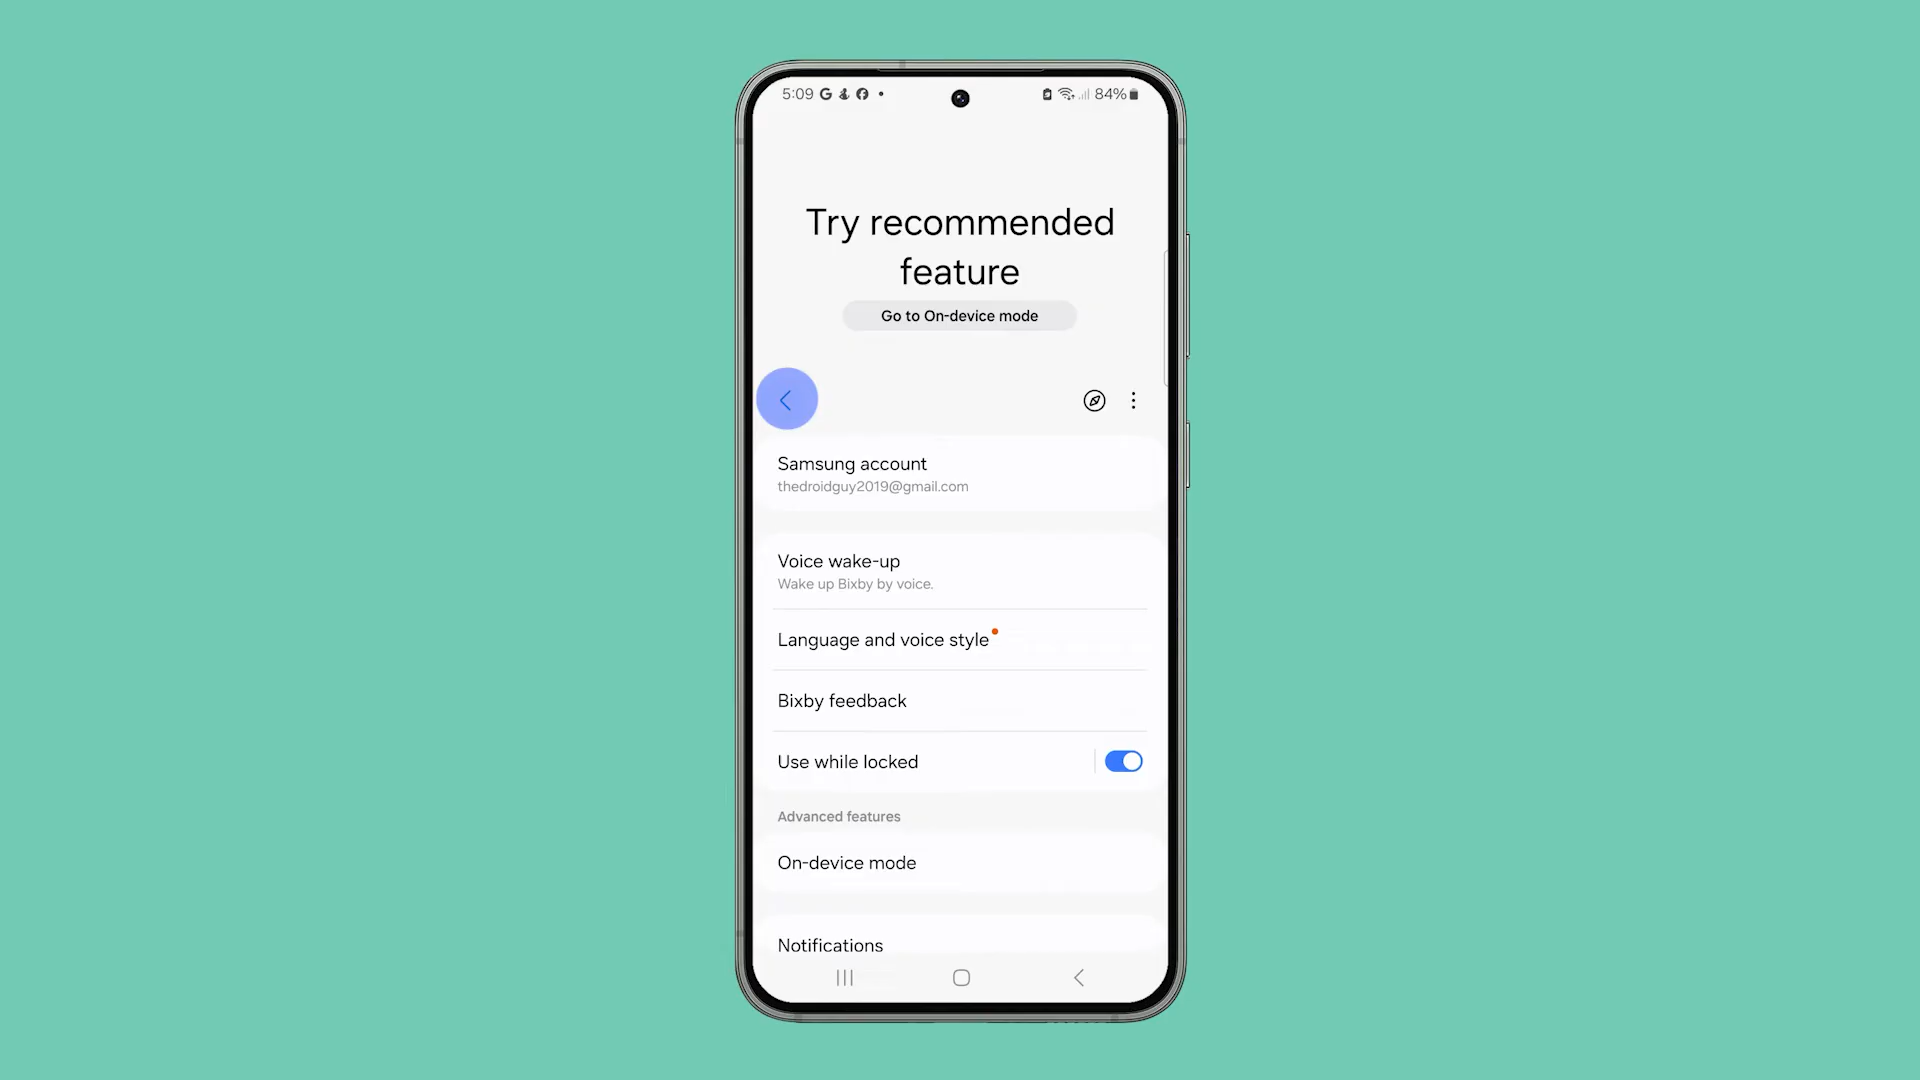 5:09
84%
Try recommended
feature
Go to On-device mode
Samsung account
thedroidguy2019@gmail.com
Voice wake-up
Wake up Bixby by voice.
Language and voice style
Bixby feedback
Use while locked
Advanced features
On-device mode
Notifications